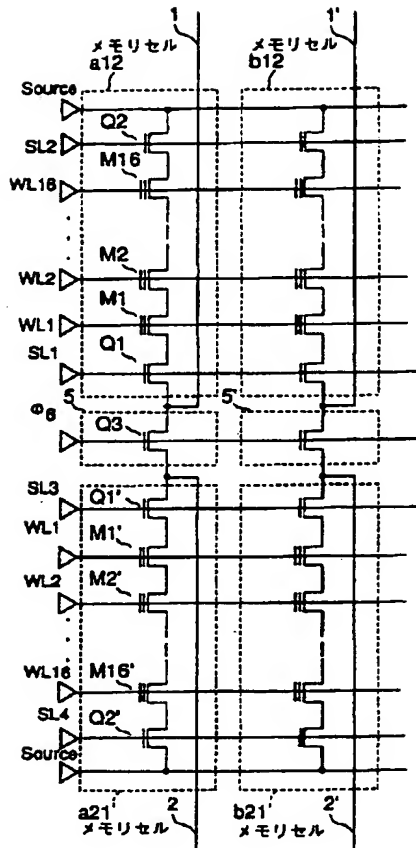 1 1'
メモリセル メモリセル
a12 b12
Source
Q2
SL2
M16
WL16
M2
WL2
M1
WL1
Q1
SL1
5 5'
Φ6
Q3
SL3
Q1'
WL1
M1'
WL2
M2'
WL16
M16'
SL4
Q2'
Source
a21' 2 b21' 2'
メモリセル メモリセル